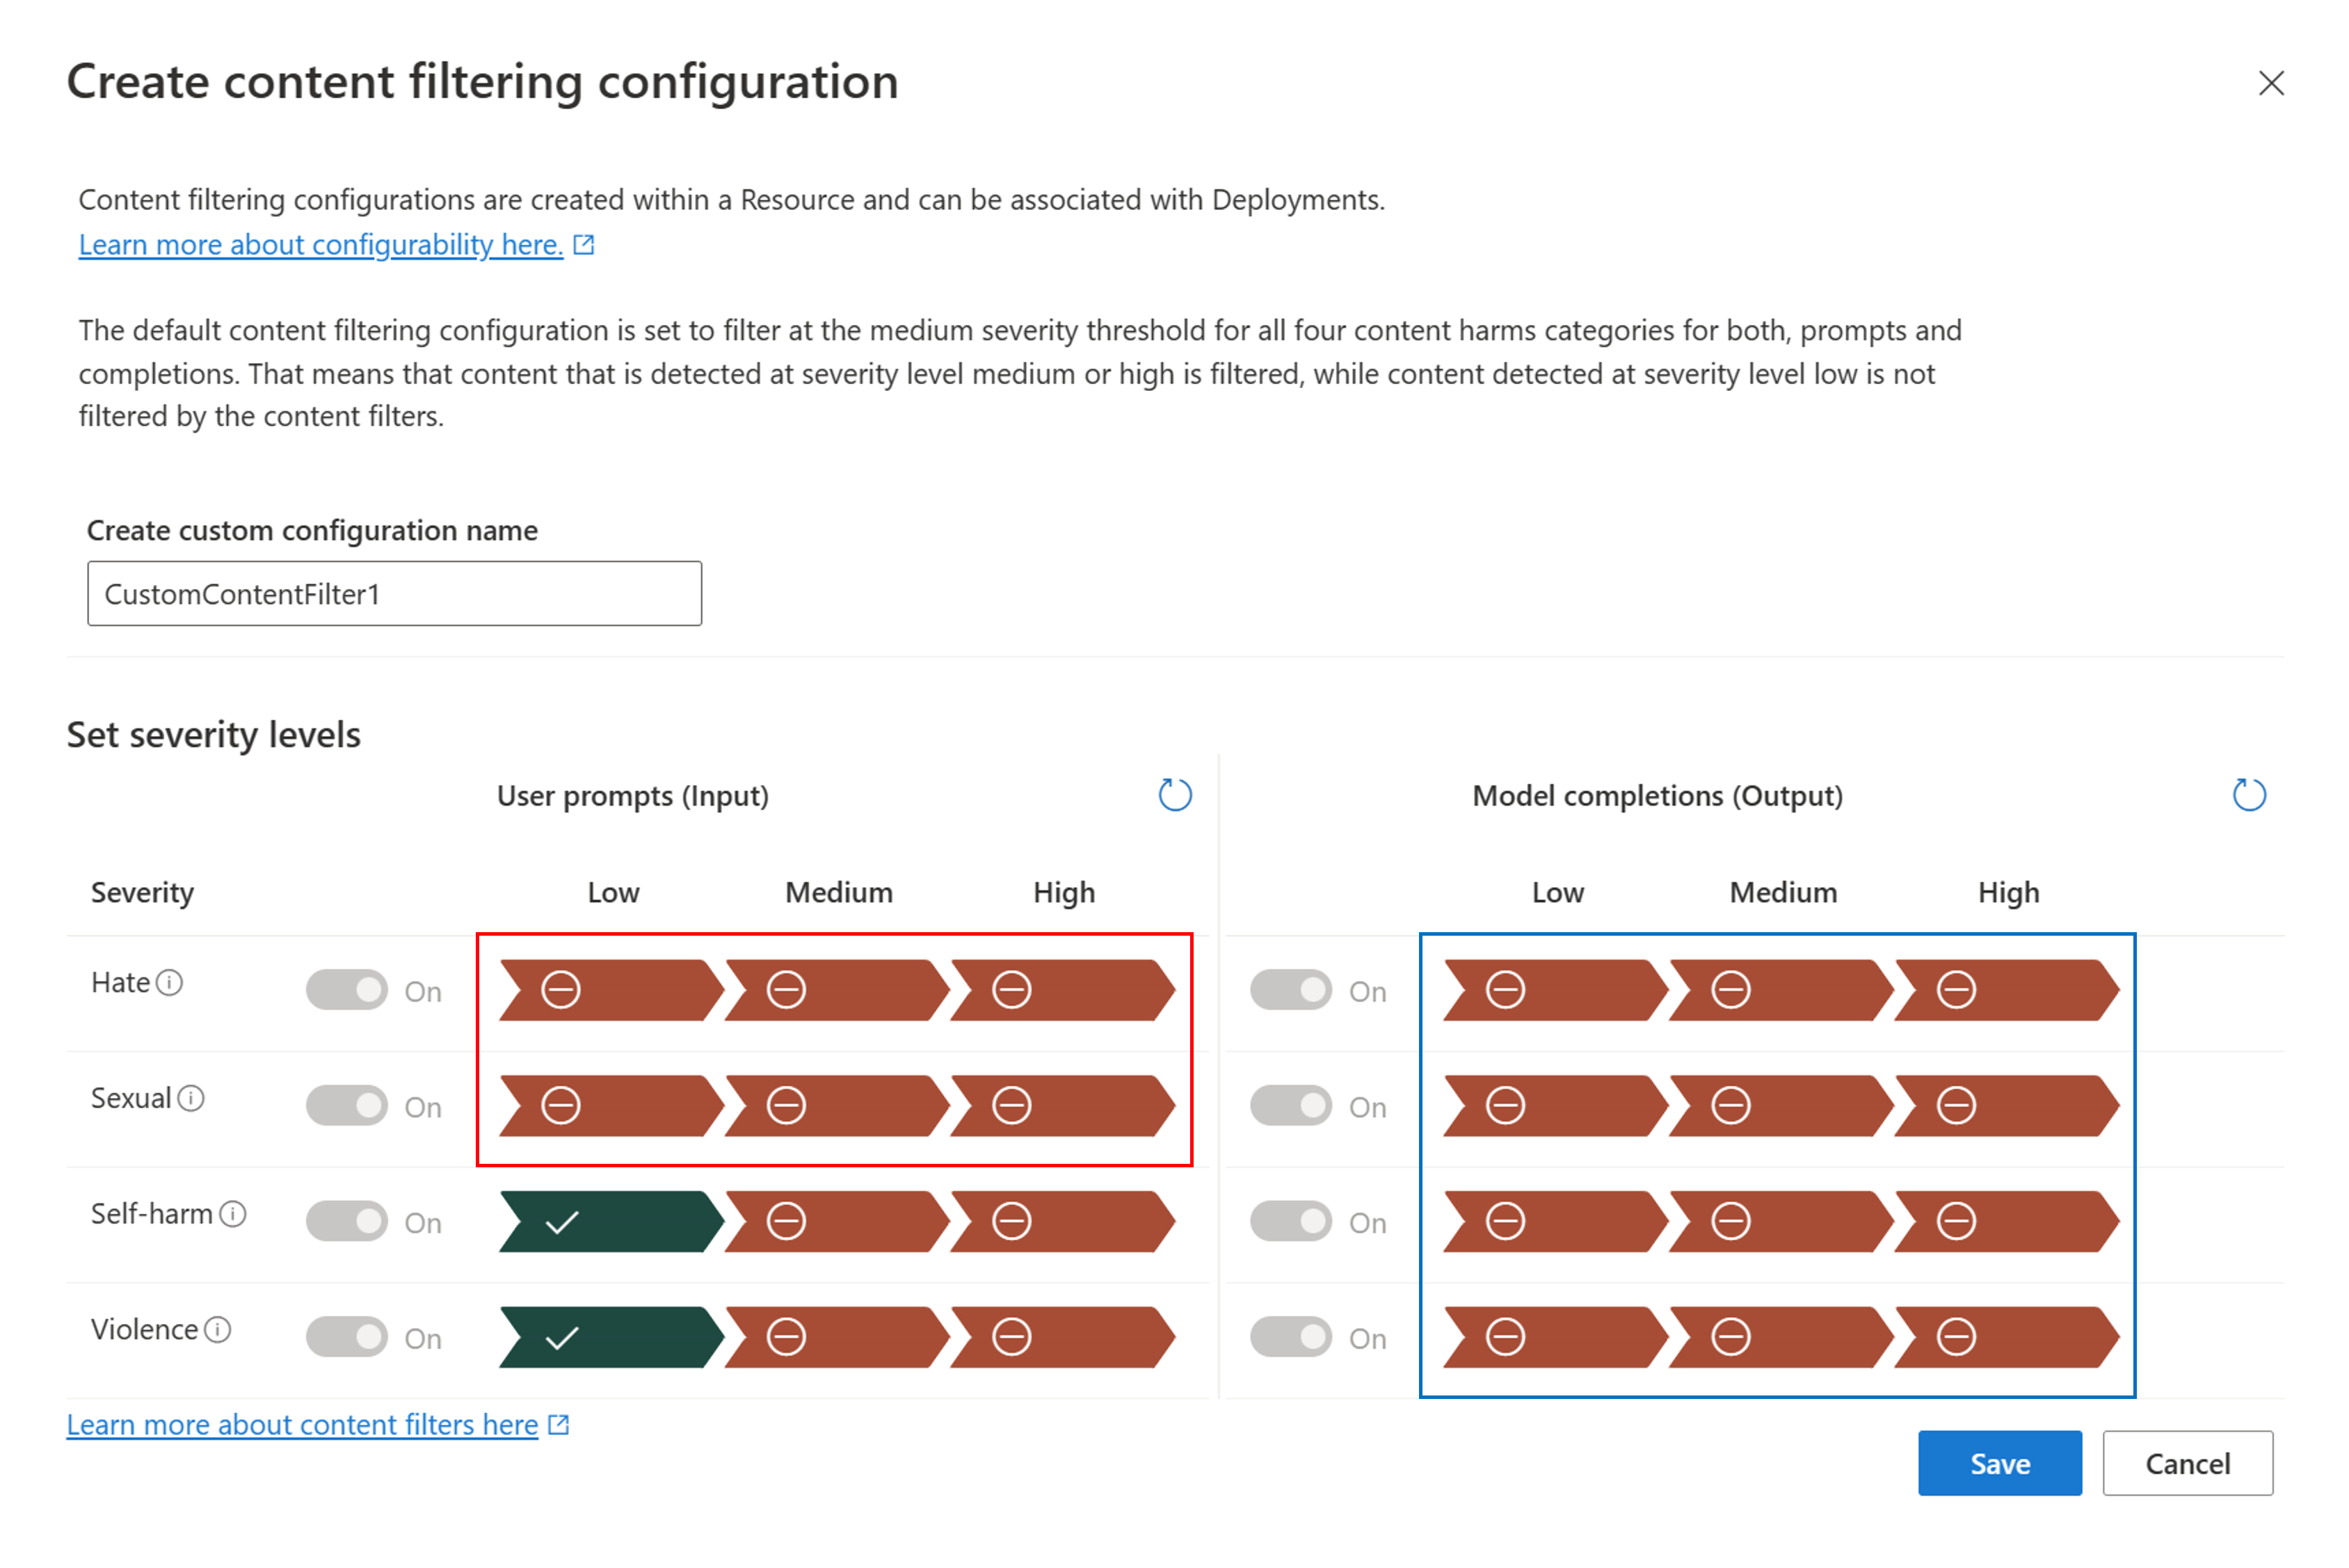 Create content filtering configuration
Content filtering configurations are created within a Resource and can be associated with Deployments.
Learn more about configurability here.
The default content filtering configuration is set to filter at the medium severity threshold for all four content harms categories for both, prompts and
completions. That means that content that is detected at severity level medium or high is filtered, while content detected at severity level low is not
filtered by the content filters.
Create custom configuration name
CustomContentFilter1
Set severity levels
User prompts (Input) Model completions (Output)
Severity Low Medium High Low Medium High
Hate On On
Sexual On On
Self-harm On On
Violence On On
Learn more about content filters here
Save Cancel